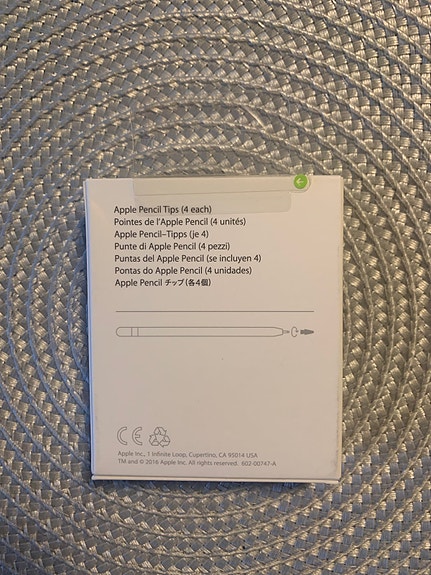 Apple Pencil Tips (4 each)
Pointes de l'Apple Pencil (4 unités)
Apple Pencil-Tipps (je 4)
Punte di Apple Pencil (4 pezzi)
Puntas del Apple Pencil (se incluyen 4)
Pontas do Apple Pencil (4 unidades)
Apple Pencil チップ(各4個)
CE
Apple Inc., 1 Infinite Loop, Cupertino, CA 95014 USA
TM and © 2016 Apple Inc. All rights reserved. 602-00747-A